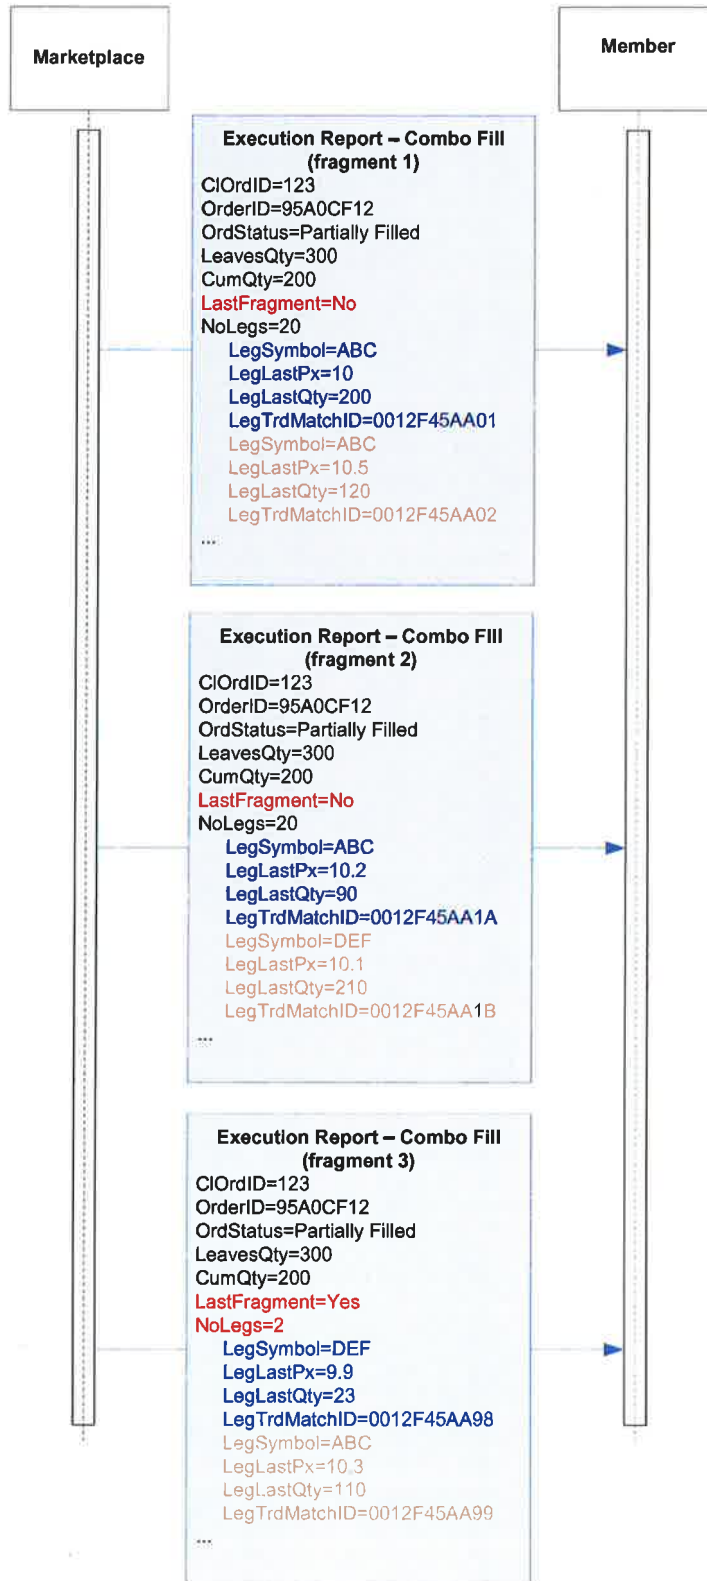 Marketplace
Member
Execution Report – Combo Fill
(fragment 1)
ClOrdID=123
OrderID=95A0CF12
OrdStatus=Partially Filled
LeavesQty=300
CumQty=200
LastFragment=No
NoLegs=20
LegSymbol=ABC
LegLastPx=10
LegLastQty=200
LegTrdMatchID=0012F45AA01
LegSymbol=ABC
LegLastPx=10.5
LegLastQty=120
LegTrdMatchID=0012F45AA02
...
Execution Report – Combo Fill
(fragment 2)
ClOrdID=123
OrderID=95A0CF12
OrdStatus=Partially Filled
LeavesQty=300
CumQty=200
LastFragment=No
NoLegs=20
LegSymbol=ABC
LegLastPx=10.2
LegLastQty=90
LegTrdMatchID=0012F45AA1A
LegSymbol=DEF
LegLastPx=10.1
LegLastQty=210
LegTrdMatchID=0012F45AA1B
...
Execution Report – Combo Fill
(fragment 3)
ClOrdID=123
OrderID=95A0CF12
OrdStatus=Partially Filled
LeavesQty=300
CumQty=200
LastFragment=Yes
NoLegs=2
LegSymbol=DEF
LegLastPx=9.9
LegLastQty=23
LegTrdMatchID=0012F45AA98
LegSymbol=ABC
LegLastPx=10.3
LegLastQty=110
LegTrdMatchID=0012F45AA99
...